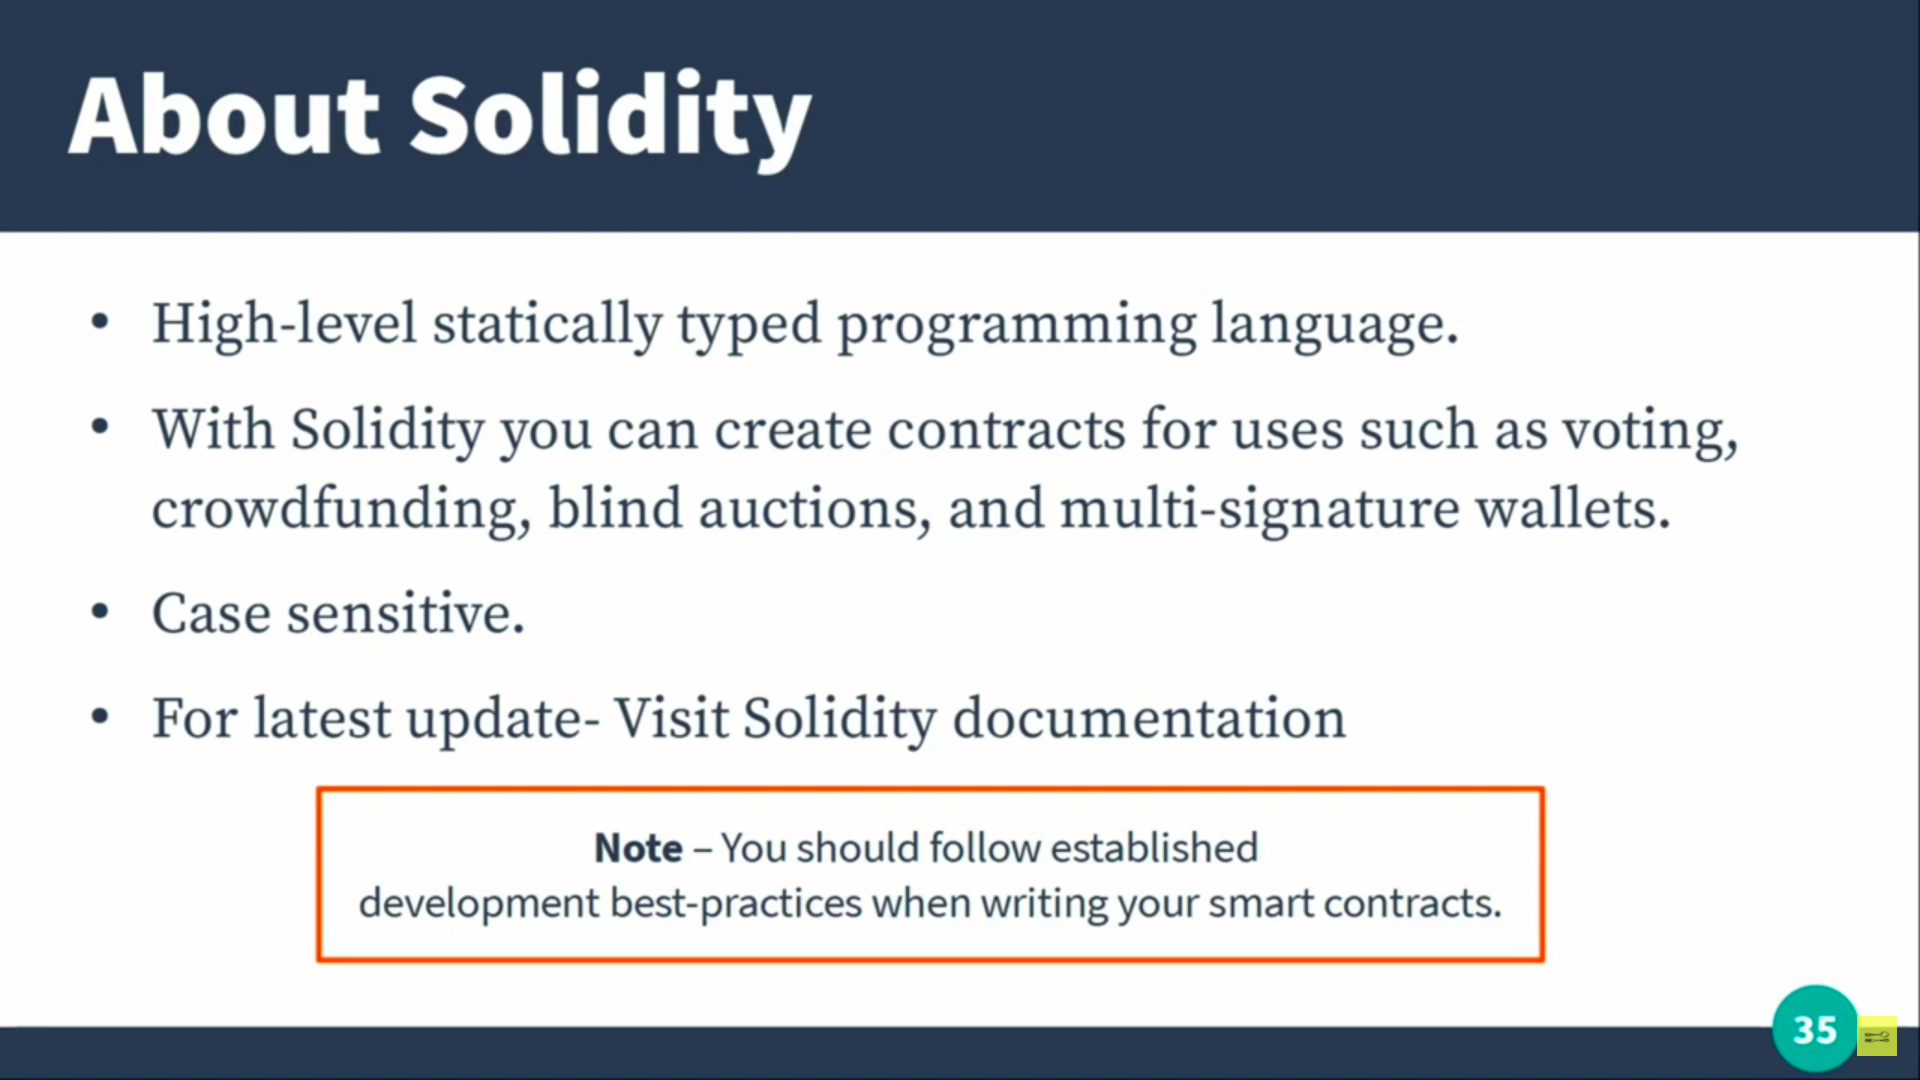 About Solidity
• High-level statically typed programming language.
• With Solidity you can create contracts for uses such as voting,
crowdfunding, blind auctions, and multi-signature wallets.
• Case sensitive.
• For latest update- Visit Solidity documentation
Note – You should follow established
development best-practices when writing your smart contracts.
35